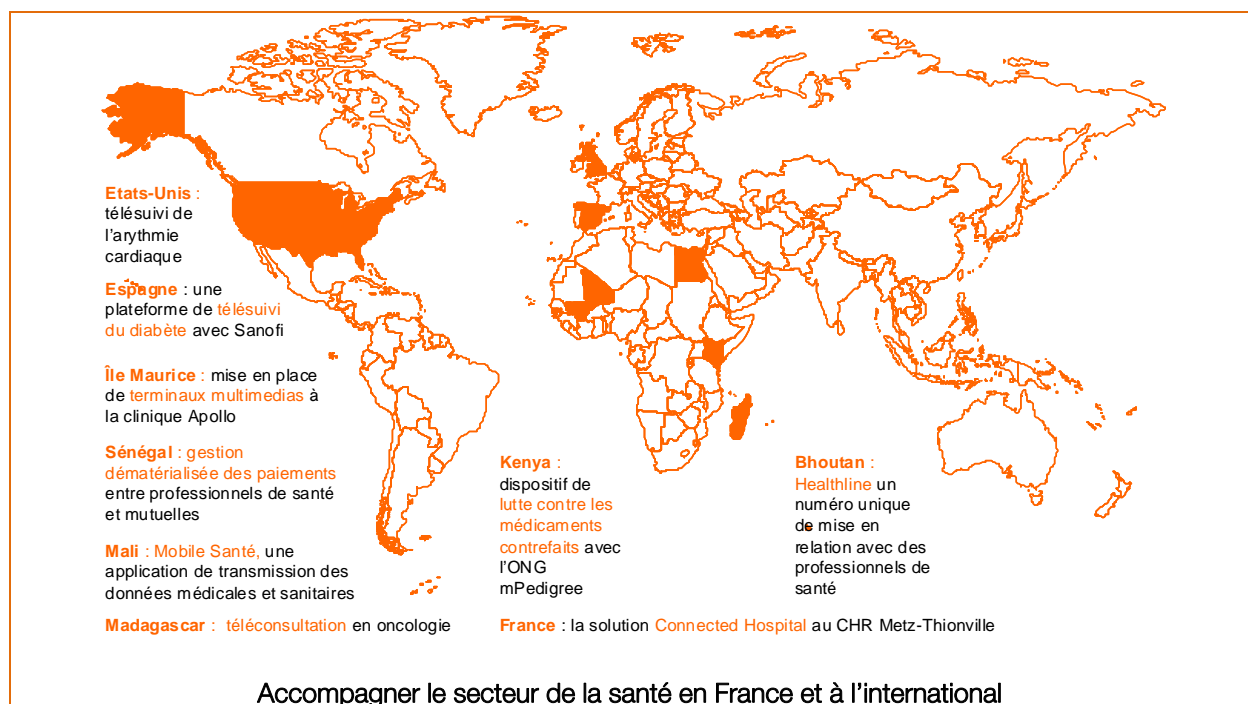 Etats-Unis :
télésuivi de
l'arythmie
cardiaque
Espagne : une
plateforme de télésuivi
du diabète avec Sanofi
Île Maurice : mise en place
de terminaux multimedias à
la clinique Apollo
Sénégal : gestion
dématérialisée des paiements
entre professionnels de santé
et mutuelles
Mali : Mobile Santé, une
application de transmission des
données médicales et sanitaires
Madagascar : téléconsultation en oncologie
Kenya :
dispositif de
lutte contre les
médicaments
contrefaits avec
l'ONG
mPedigree
Bhoutan :
Healthline un
numéro unique
de mise en
relation avec des
professionnels de
santé
France : la solution Connected Hospital au CHR Metz-Thionville
Accompagner le secteur de la santé en France et à l'international